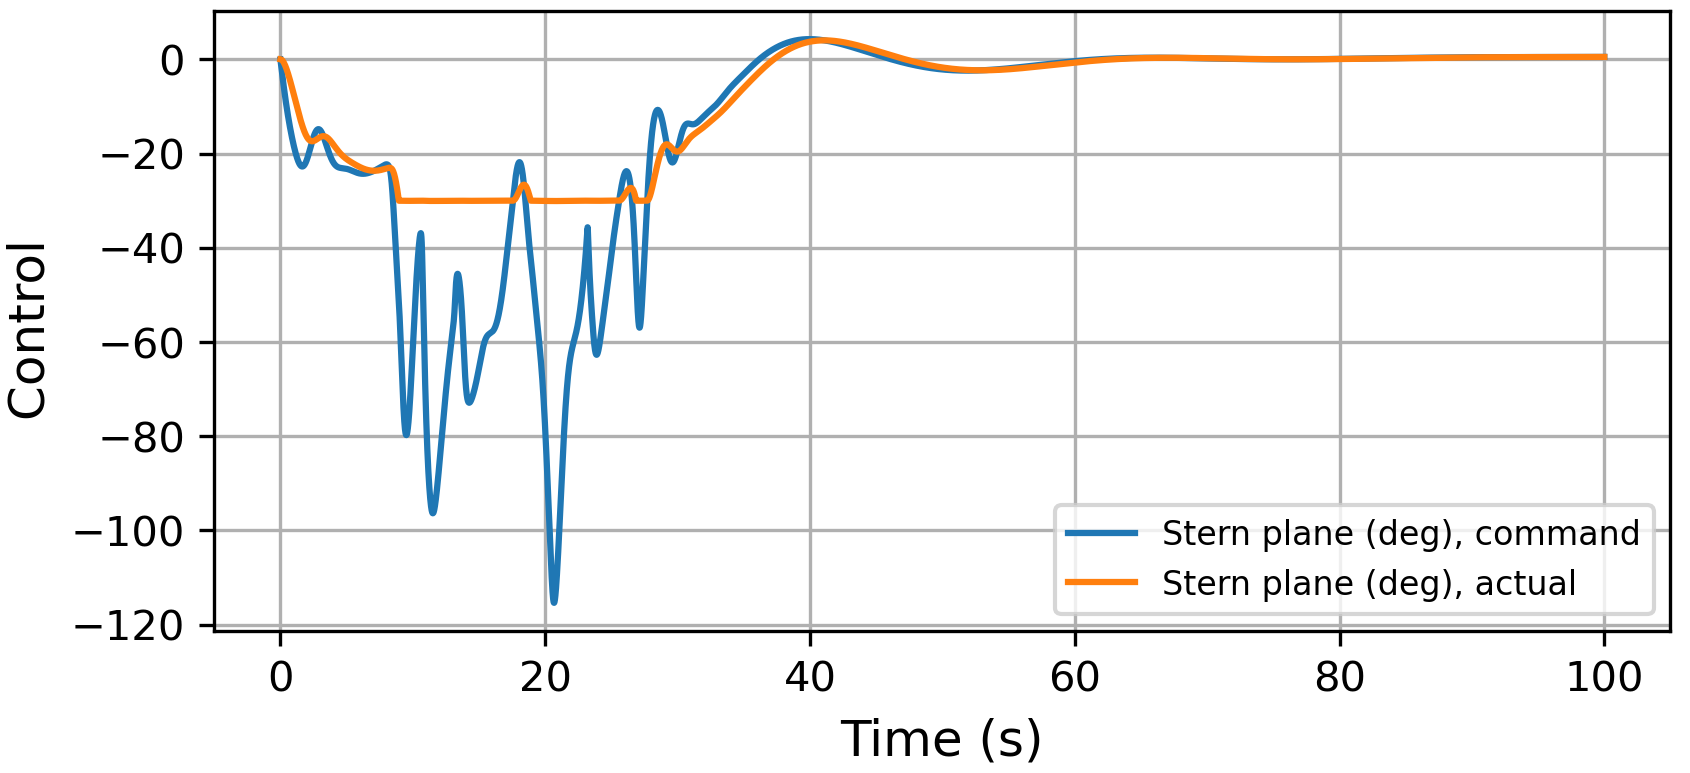 Control
0
−20
−40
−60
−80
−100
−120
Stern plane (deg), command
Stern plane (deg), actual
0 20 40 60 80 100
Time (s)